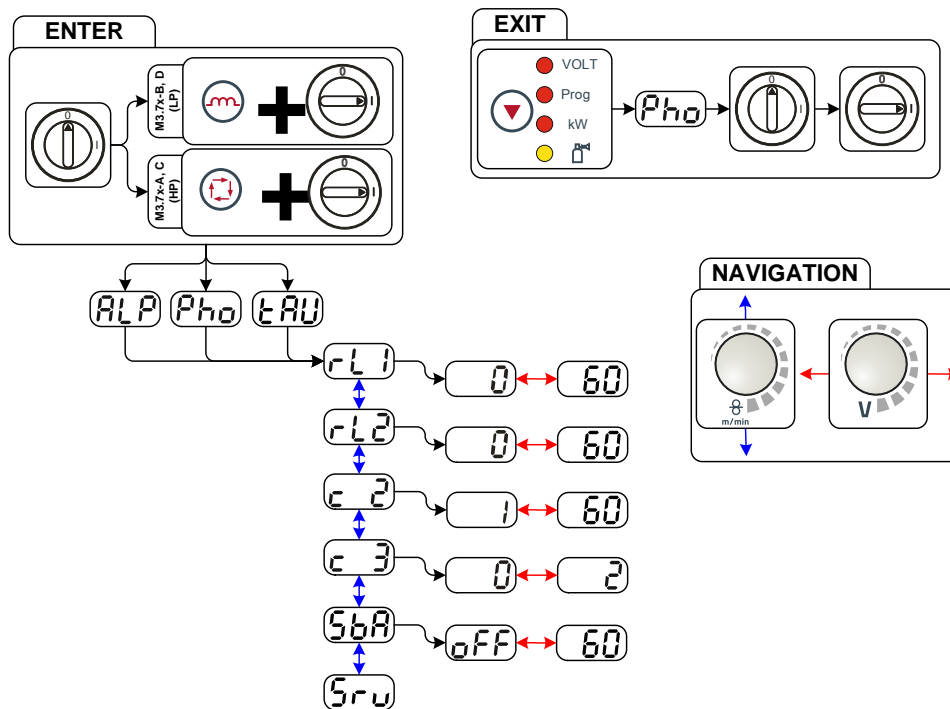 ENTER
0
I
M3.7x-B, D
(LP)
0
I
M3.7x-A, C
(HP)
0
I
EXIT
VOLT
Prog
kW
Pho
0
I
0
I
ALP Pho tAU
NAVIGATION
m/min
V
rL1 0 60
rL2 0 60
c 2 1 60
c 3 0 2
SbA oFF 60
Sru